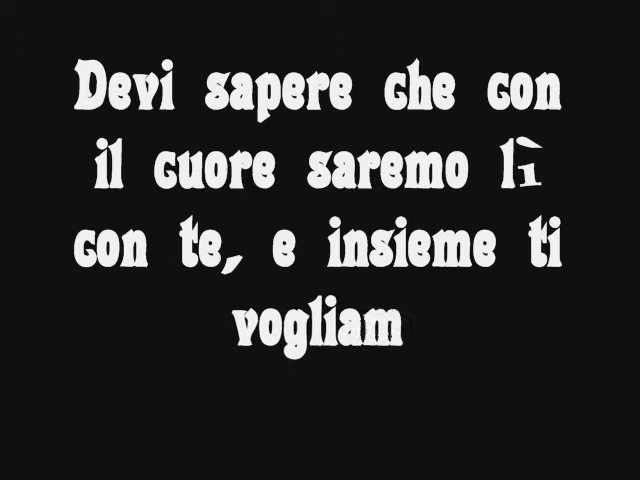 Devi sapere che con
il cuore saremo lì
con te, e insieme ti
vogliam